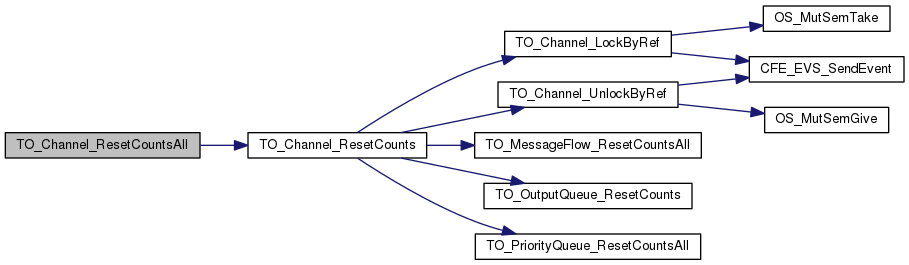 TO_Channel_ResetCountsAll
TO_Channel_ResetCounts
TO_Channel_LockByRef
TO_Channel_UnlockByRef
TO_MessageFlow_ResetCountsAll
TO_OutputQueue_ResetCounts
TO_PriorityQueue_ResetCountsAll
OS_MutSemTake
CFE_EVS_SendEvent
OS_MutSemGive